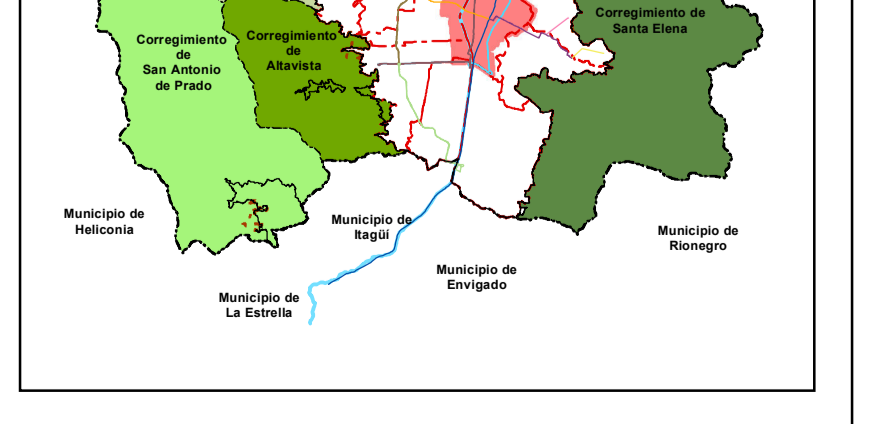 Corregimiento de
Santa Elena
Corregimiento
de
San Antonio
de Prado
Corregimiento
de
Altavista
Municipio de
Heliconia
Municipio de
Itagüí
Municipio de
Rionegro
Municipio de
Envigado
Municipio de
La Estrella